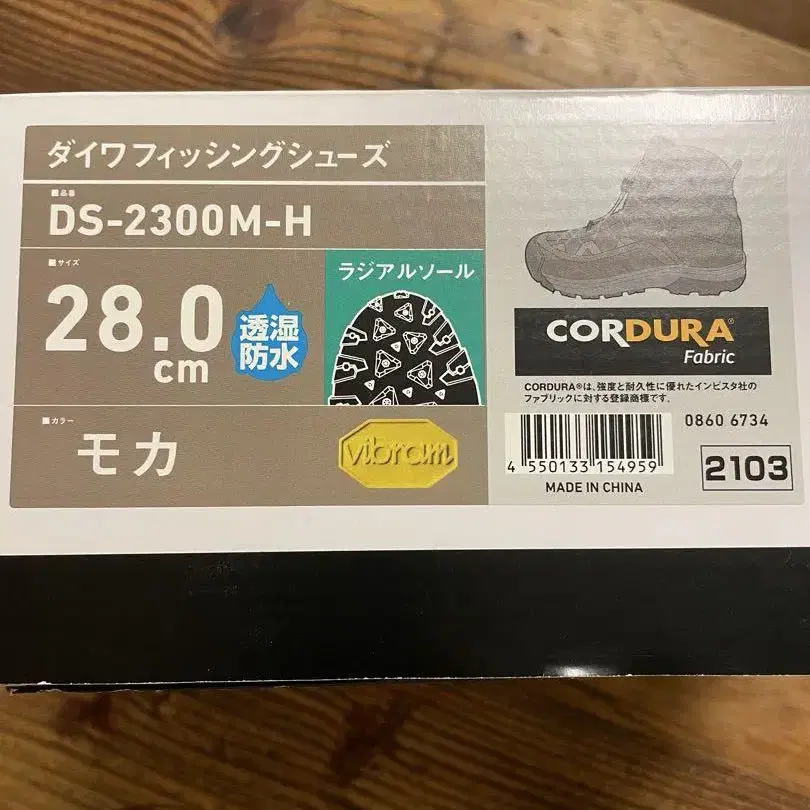 ダイワフィッシングシューズ
■品番
DS-2300M-H
■サイズ
28.0
cm
透湿
防水
ラジアルソール
■カラー
モカ
vibram
CORDURA®
Fabric
CORDURA®は、強度と耐久性に優れたインビスタ社の
ファブリックに対する登録商標です。
0860 6734
4 550133 154959
2103
MADE IN CHINA